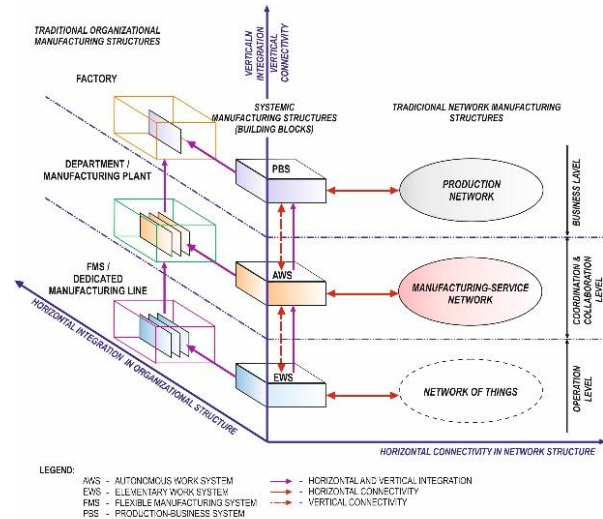 TRADITIONAL ORGANIZATIONAL
MANUFACTURING STRUCTURES
VERTICALN
INTEGRATION
VERTICAL
CONNECTIVITY
FACTORY
SYSTEMIC
MANUFACTURING STRUCTURES
(BUILDING BLOCKS)
TRADICIONAL NETWORK MANUFACTURING
STRUCTURES
PBS
PRODUCTION
NETWORK
BUSINESS LAVEL
DEPARTMENT /
MANUFACTURING PLANT
AWS
MANUFACTURING-SERVICE
NETWORK
COORDINATION &
COLLABORATION
LEVEL
FMS /
DEDICATED
MANUFACTURING LINE
EWS
NETWORK OF THINGS
OPERATION
LEVEL
HORIZONTAL INTEGRATION IN ORGANIZATIONAL
STRUCTURE
HORIZONTAL CONNECTIVITY IN NETWORK STRUCTURE
LEGEND:
AWS - AUTONOMOUS WORK SYSTEM
EWS - ELEMENTARY WORK SYSTEM
FMS - FLEXIBLE MANUFACTURING SYSTEM
PBS - PRODUCTION-BUSINESS SYSTEM
- HORIZONTAL AND VERTICAL INTEGRATION
- HORIZONTAL CONNECTIVITY
- VERTICAL CONNECTIVITY